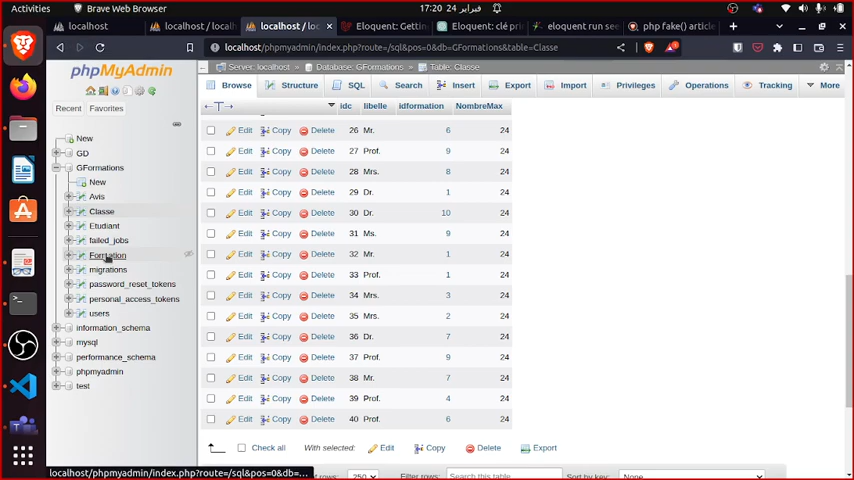 Activities
Brave Web Browser
17:20 24 فبراير
localhost
localhost / local
localhost / local
localhost / lo
Eloquent: Getti
Eloquent: clé pri
eloquent run see
php fake() article
localhost/phpmyadmin/index.php?route=/sql&pos=0&db=GFormations&table=Classe
phpMyAdmin
Recent
Favorites
New
GD
GFormations
New
Avis
Classe
Etudiant
failed_jobs
Formation
migrations
password_reset_tokens
personal_access_tokens
users
information_schema
mysql
performance_schema
phpmyadmin
test
Server: localhost » Database: GFormations » Table: Classe
Browse Structure SQL Search Insert Export Import Privileges Operations Tracking More
←T→ idc libelle idformation NombreMax
Edit Copy Delete 26 Mr. 6 24
Edit Copy Delete 27 Prof. 9 24
Edit Copy Delete 28 Mrs. 8 24
Edit Copy Delete 29 Dr. 1 24
Edit Copy Delete 30 Dr. 10 24
Edit Copy Delete 31 Ms. 9 24
Edit Copy Delete 32 Mr. 1 24
Edit Copy Delete 33 Prof. 1 24
Edit Copy Delete 34 Mrs. 3 24
Edit Copy Delete 35 Mrs. 2 24
Edit Copy Delete 36 Dr. 7 24
Edit Copy Delete 37 Prof. 9 24
Edit Copy Delete 38 Mr. 7 24
Edit Copy Delete 39 Prof. 4 24
Edit Copy Delete 40 Prof. 6 24
Check all With selected: Edit Copy Delete Export
rows: 250 Filter rows: Search this table Sort by key: None
localhost/phpmyadmin/index.php?route=/sql&pos=0&db=...